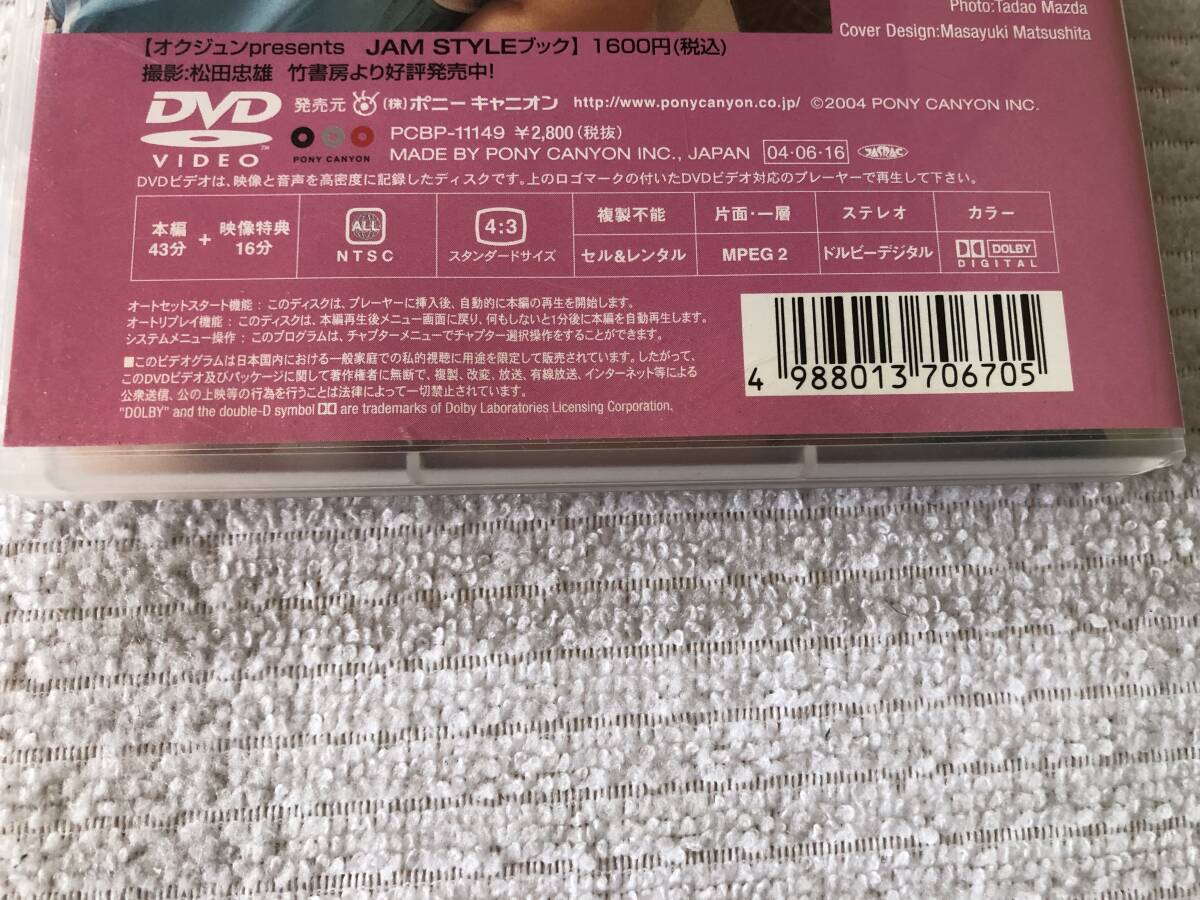 Photo:Tadao Mazda
Cover Design:Masayuki Matsushita
【オクジュンpresents JAM STYLEブック】1600円(税込)
撮影:松田忠雄 竹書房より好評発売中!
DVD VIDEO 発売元 (株)ポニーキャニオン http://www.ponycanyon.co.jp/ ©2004 PONY CANYON INC.
PONY CANYON PCBP-11149 ¥2,800(税抜)
MADE BY PONY CANYON INC., JAPAN 04·06·16 JASRAC
DVDビデオは、映像と音声を高密度に記録したディスクです。上のロゴマークの付いたDVDビデオ対応のプレーヤーで再生して下さい。
本編 43分 + 映像特典 16分
ALL NTSC
4:3 スタンダードサイズ
複製不能 片面・一層 ステレオ カラー
セル&レンタル MPEG 2 ドルビーデジタル DOLBY DIGITAL
オートセットスタート機能 : このディスクは、プレーヤーに挿入後、自動的に本編の再生を開始します。
オートリプレイ機能 : このディスクは、本編再生後メニュー画面に戻り、何もしないと1分後に本編を自動再生します。
システムメニュー操作 : このプログラムは、チャプターメニューでチャプター選択操作をすることができます。
■このビデオグラムは日本国内における一般家庭での私的視聴に用途を限定して販売されています。したがって、
このDVDビデオ及びパッケージに関して著作権者に無断で、複製、改変、放送、有線放送、インターネット等による
公衆送信、公の上映等の行為を行うことは法律によって一切禁止されています。
"DOLBY" and the double-D symbol are trademarks of Dolby Laboratories Licensing Corporation.
4 988013 706705